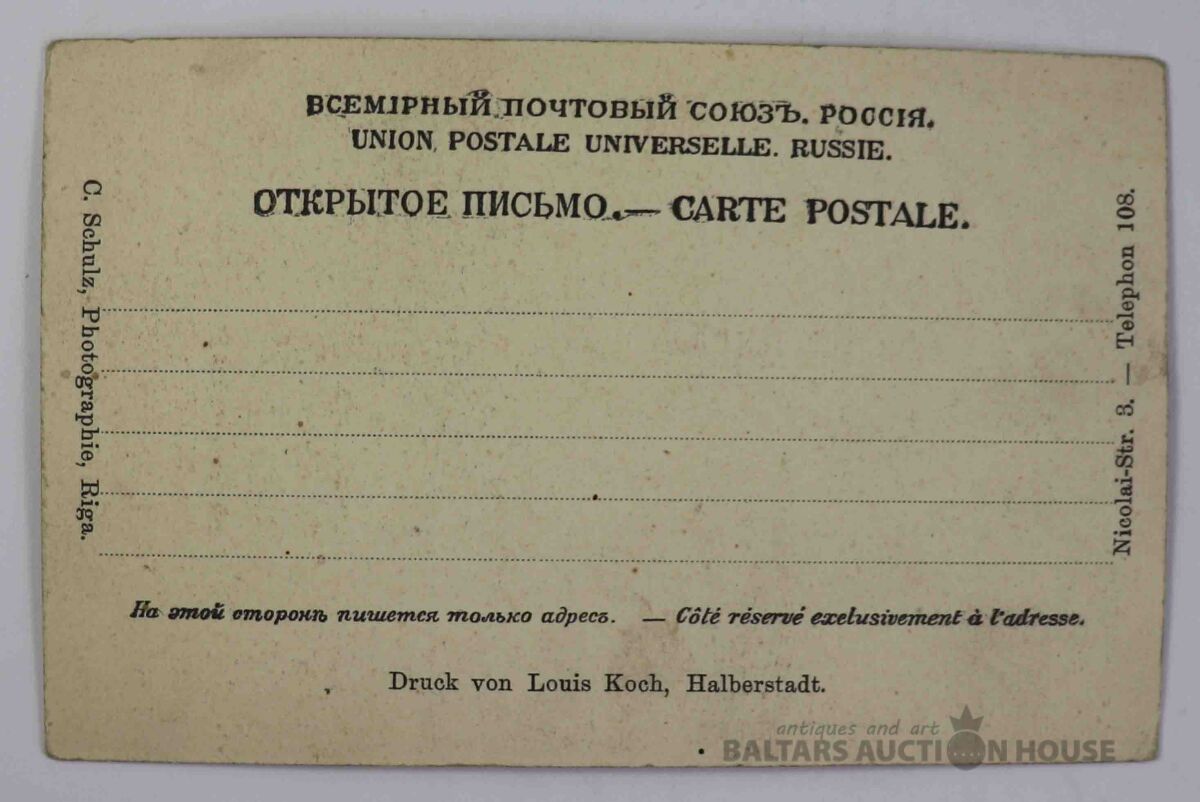 ВСЕМІРНЫЙ ПОЧТОВЫЙ СОЮЗЪ. РОССІЯ.
UNION POSTALE UNIVERSELLE. RUSSIE.
ОТКРЫТОЕ ПИСЬМО. — CARTE POSTALE.
C. Schulz, Photographie, Riga.
Nicolai-Str. 3. — Telephon 108.
На этой сторонѣ пишется только адресъ. — Côté réservé exelusivement à l'adresse.
Druck von Louis Koch, Halberstadt.
antiques and art
BALTARS AUCTION HOUSE